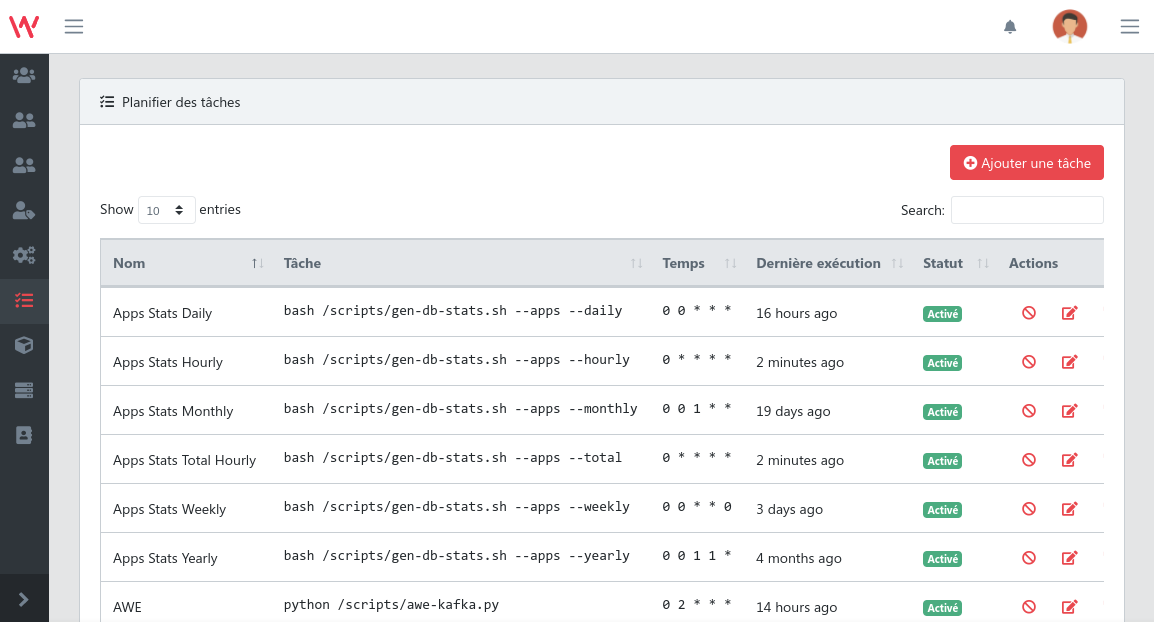 Planifier des tâches
Ajouter une tâche
Show 10 entries Search:
Nom Tâche Temps Dernière exécution Statut Actions
Apps Stats Daily bash /scripts/gen-db-stats.sh --apps --daily 0 0 * * * 16 hours ago Activé
Apps Stats Hourly bash /scripts/gen-db-stats.sh --apps --hourly 0 * * * * 2 minutes ago Activé
Apps Stats Monthly bash /scripts/gen-db-stats.sh --apps --monthly 0 0 1 * * 19 days ago Activé
Apps Stats Total Hourly bash /scripts/gen-db-stats.sh --apps --total 0 * * * * 2 minutes ago Activé
Apps Stats Weekly bash /scripts/gen-db-stats.sh --apps --weekly 0 0 * * 0 3 days ago Activé
Apps Stats Yearly bash /scripts/gen-db-stats.sh --apps --yearly 0 0 1 1 * 4 months ago Activé
AWE python /scripts/awe-kafka.py 0 2 * * * 14 hours ago Activé